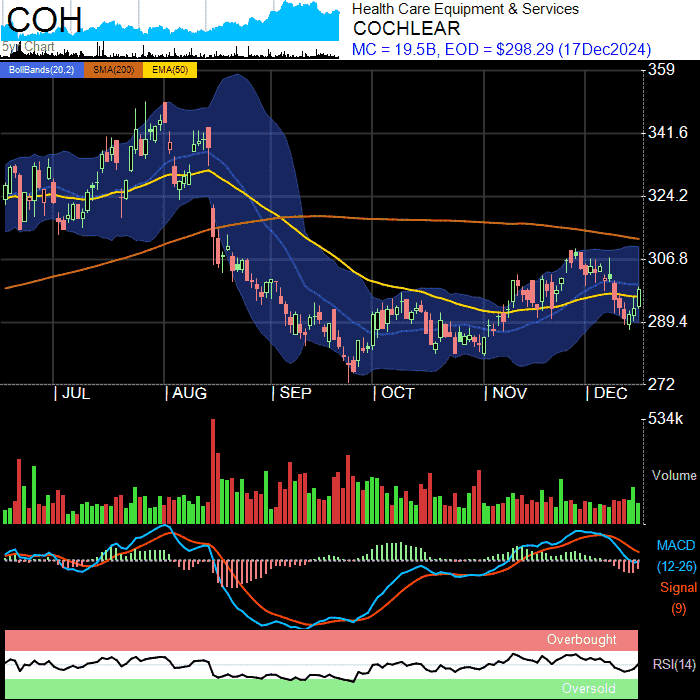 COH
5yr Chart
Health Care Equipment & Services
COCHLEAR
MC = 19.5B, EOD = $298.29 (17Dec2024)
BollBands(20,2) SMA(200) EMA(50)
359
341.6
324.2
306.8
289.4
272
JUL AUG SEP OCT NOV DEC
534k
Volume
MACD
(12-26)
Signal
(9)
Overbought
RSI(14)
Oversold